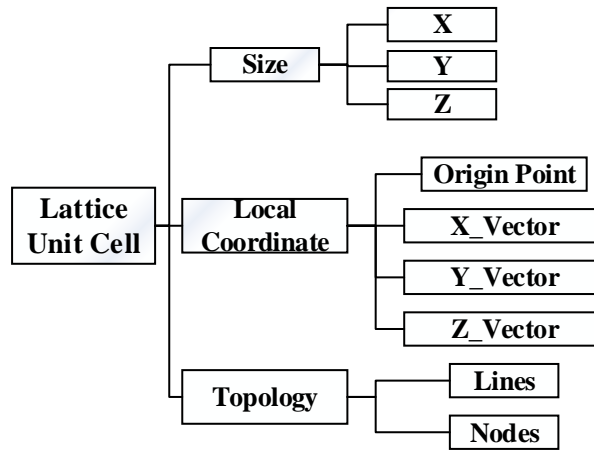 Lattice
Unit Cell
Size
X
Y
Z
Local
Coordinate
Origin Point
X_Vector
Y_Vector
Z_Vector
Topology
Lines
Nodes